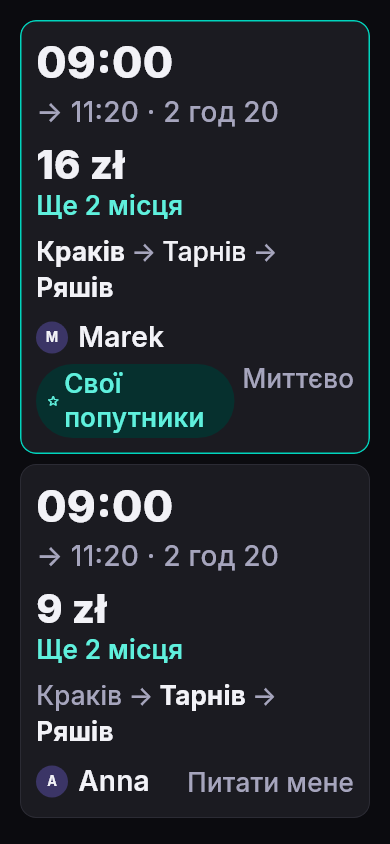 09:00
→ 11:20 · 2 год 20
16 zł
Ще 2 місця
Краків → Тарнів →
Ряшів
M Marek
Свої
попутники
Миттєво
09:00
→ 11:20 · 2 год 20
9 zł
Ще 2 місця
Краків → Тарнів →
Ряшів
A Anna Питати мене